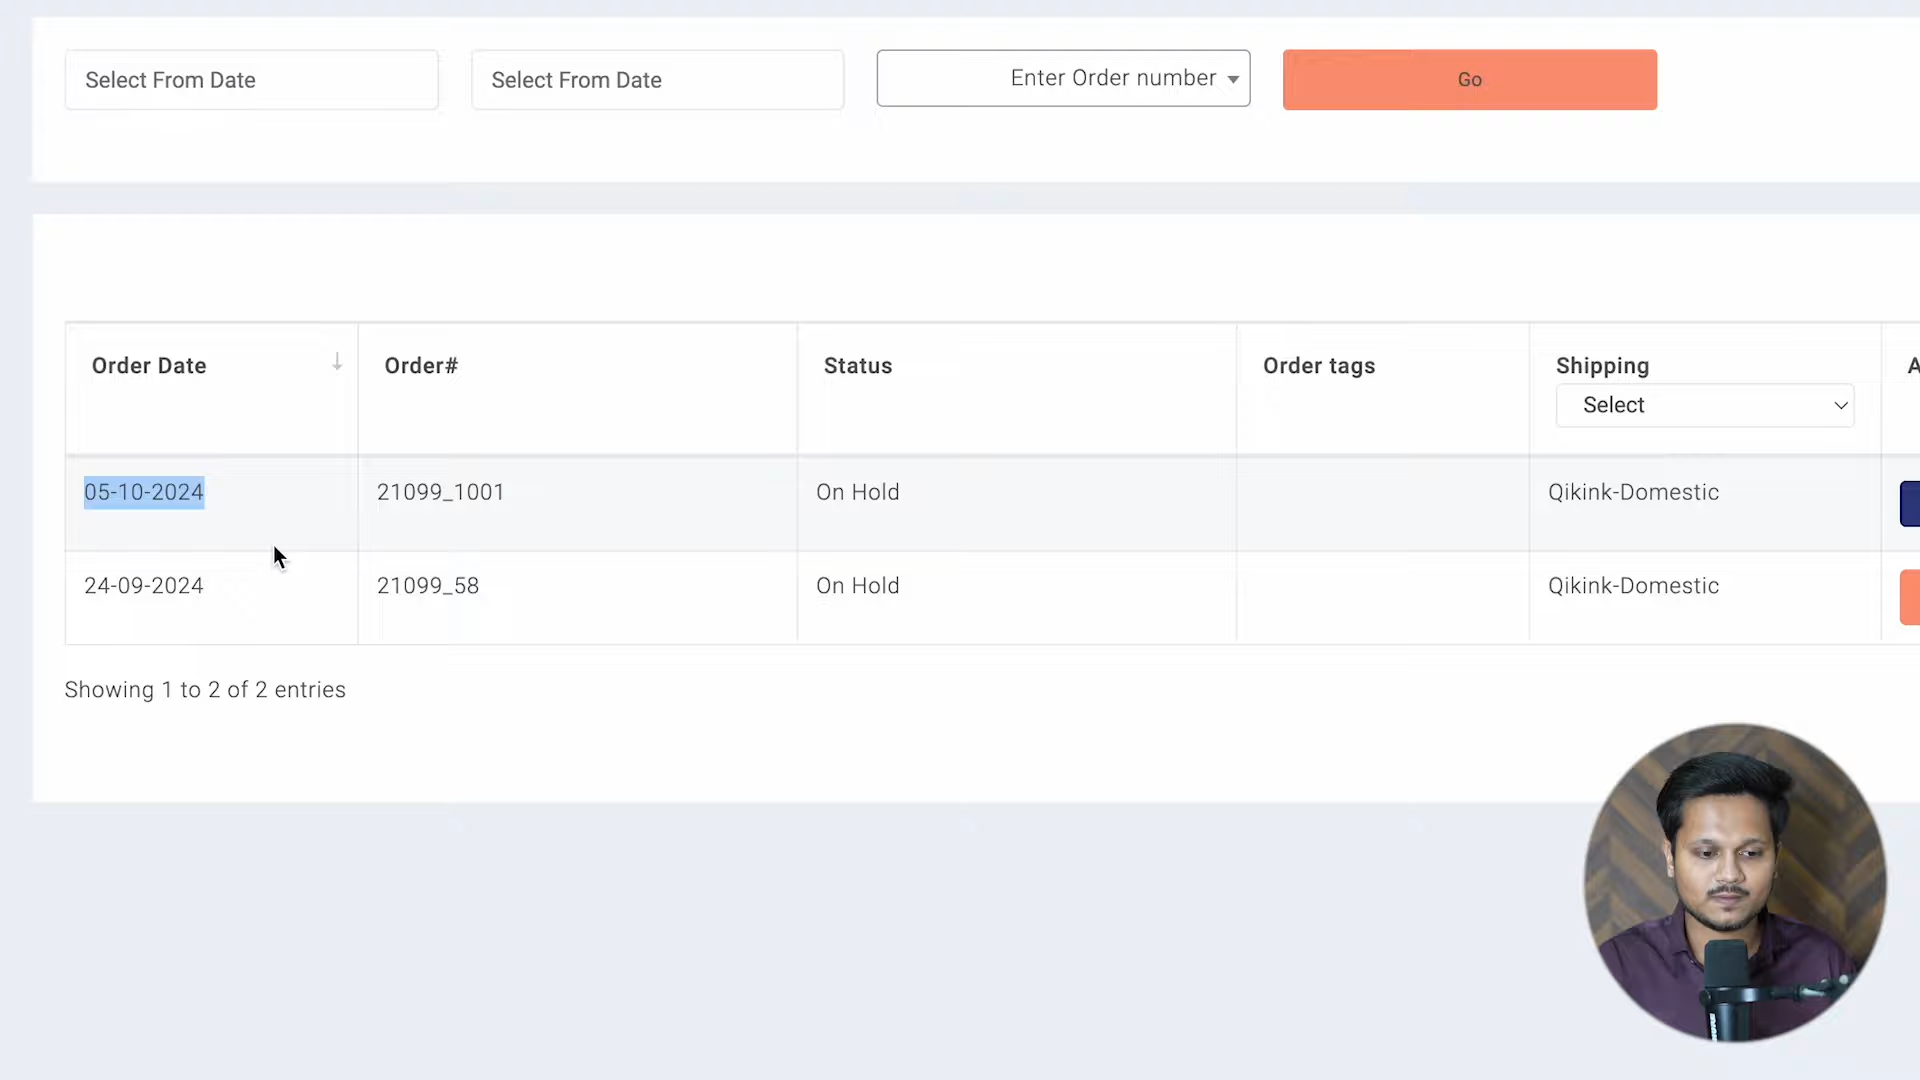 Select From Date
Select From Date
Enter Order number
Go
Order Date
Order#
Status
Order tags
Shipping
A
Select
05-10-2024
21099_1001
On Hold
Qikink-Domestic
24-09-2024
21099_58
On Hold
Qikink-Domestic
Showing 1 to 2 of 2 entries